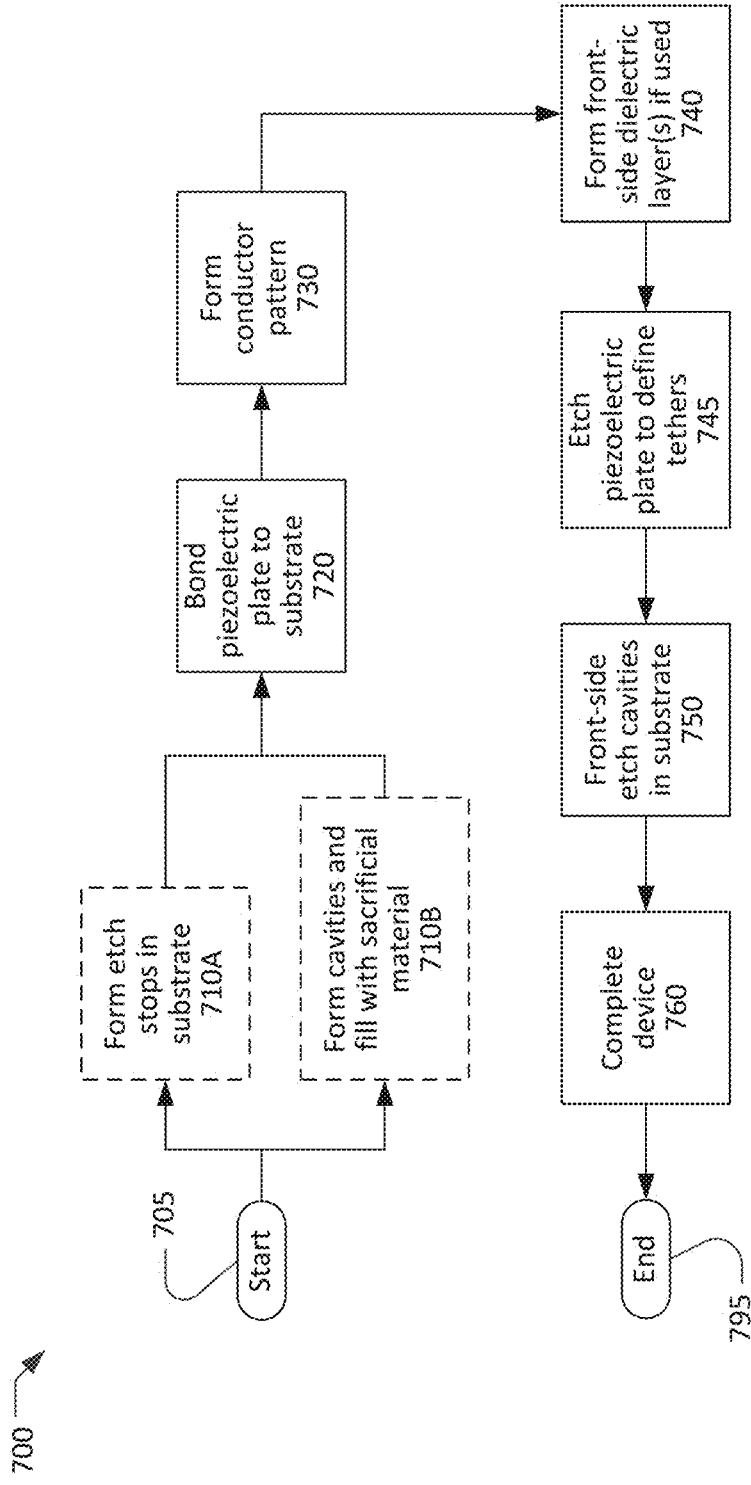 700
705
Start
Form etch
stops in
substrate
710A
Form cavities and
fill with sacrificial
material
710B
Bond
piezoelectric
plate to
substrate
720
Form
conductor
pattern
730
Form front-
side dielectric
layer(s) if used
740
Etch
piezoelectric
plate to define
tethers
745
Front-side
etch cavities
in substrate
750
Complete
device
760
End
795